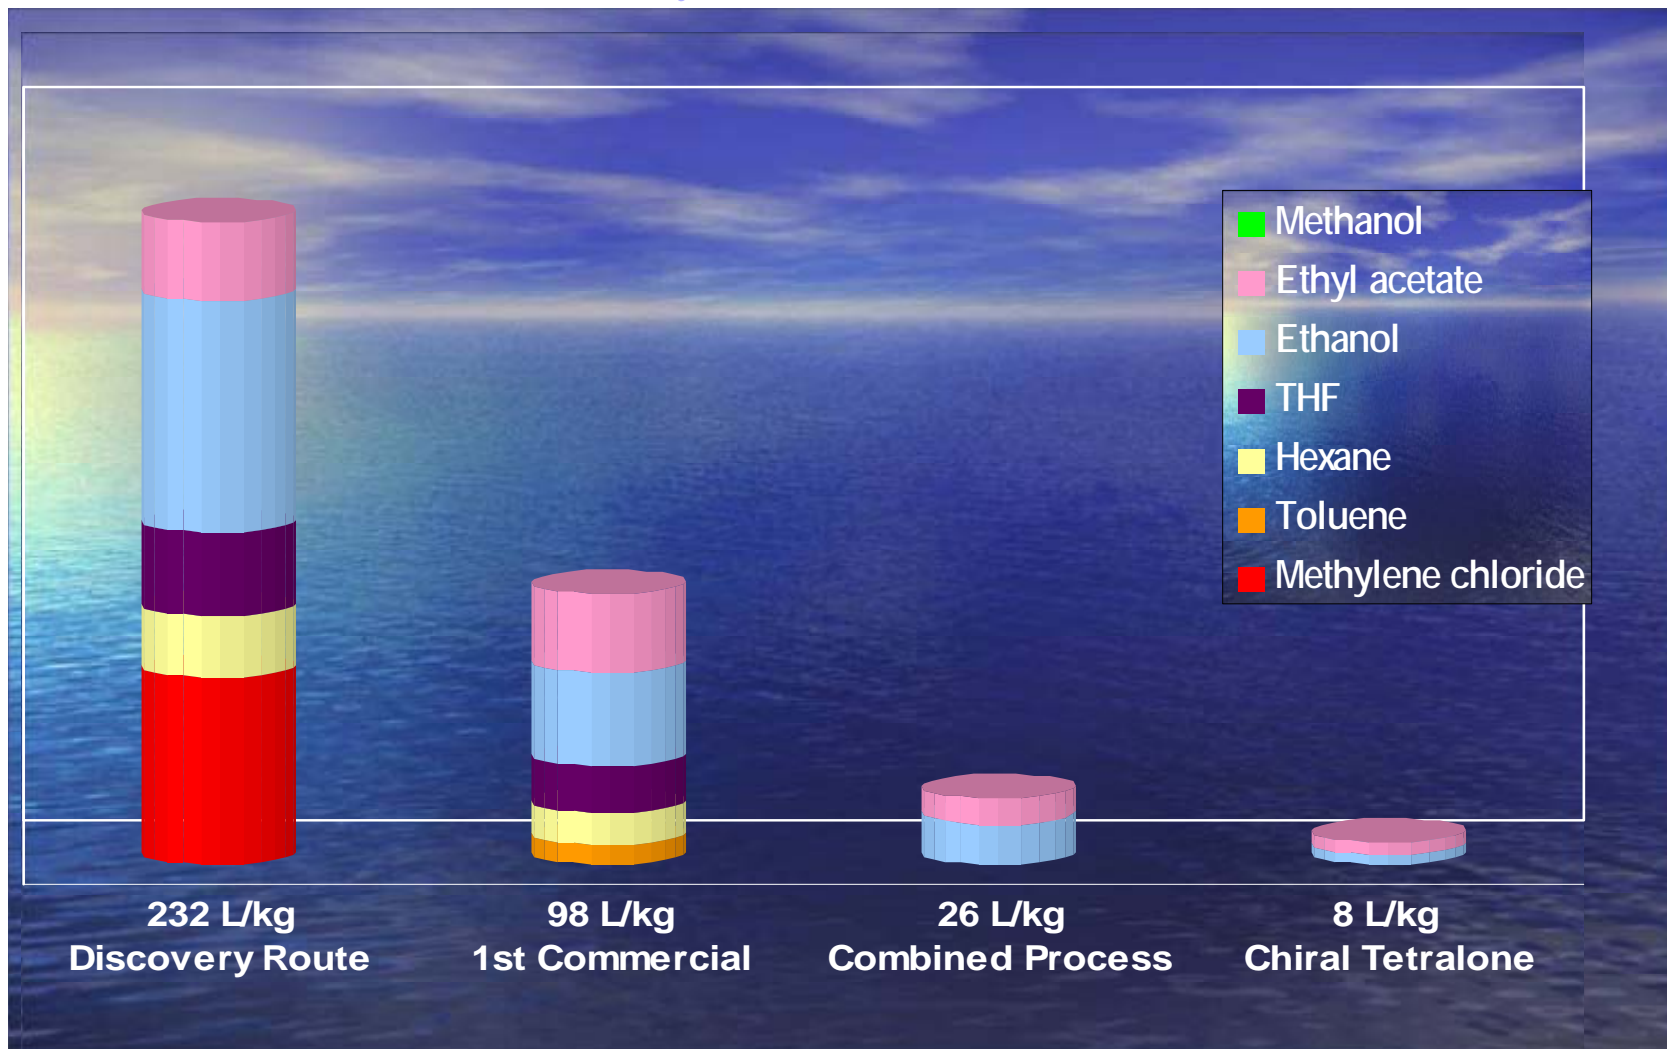 Methanol
Ethyl acetate
Ethanol
THF
Hexane
Toluene
Methylene chloride
232 L/kg
Discovery Route
98 L/kg
1st Commercial
26 L/kg
Combined Process
8 L/kg
Chiral Tetralone